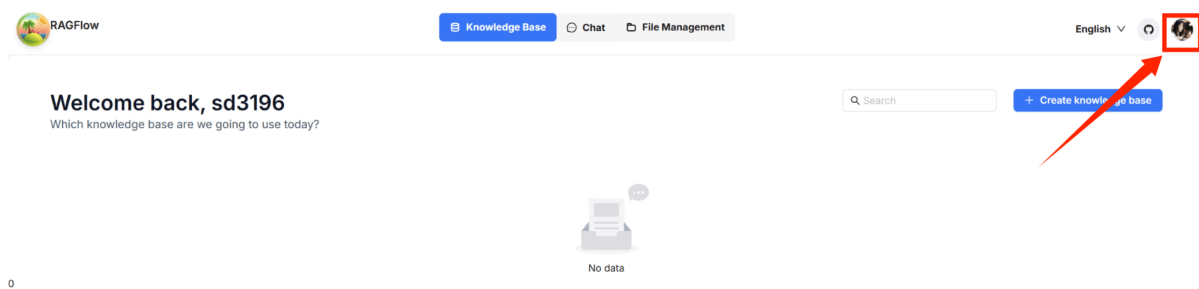 RAGFlow
Knowledge Base
Chat
File Management
English
Welcome back, sd3196
Search
Create knowledge base
Which knowledge base are we going to use today?
No data
0